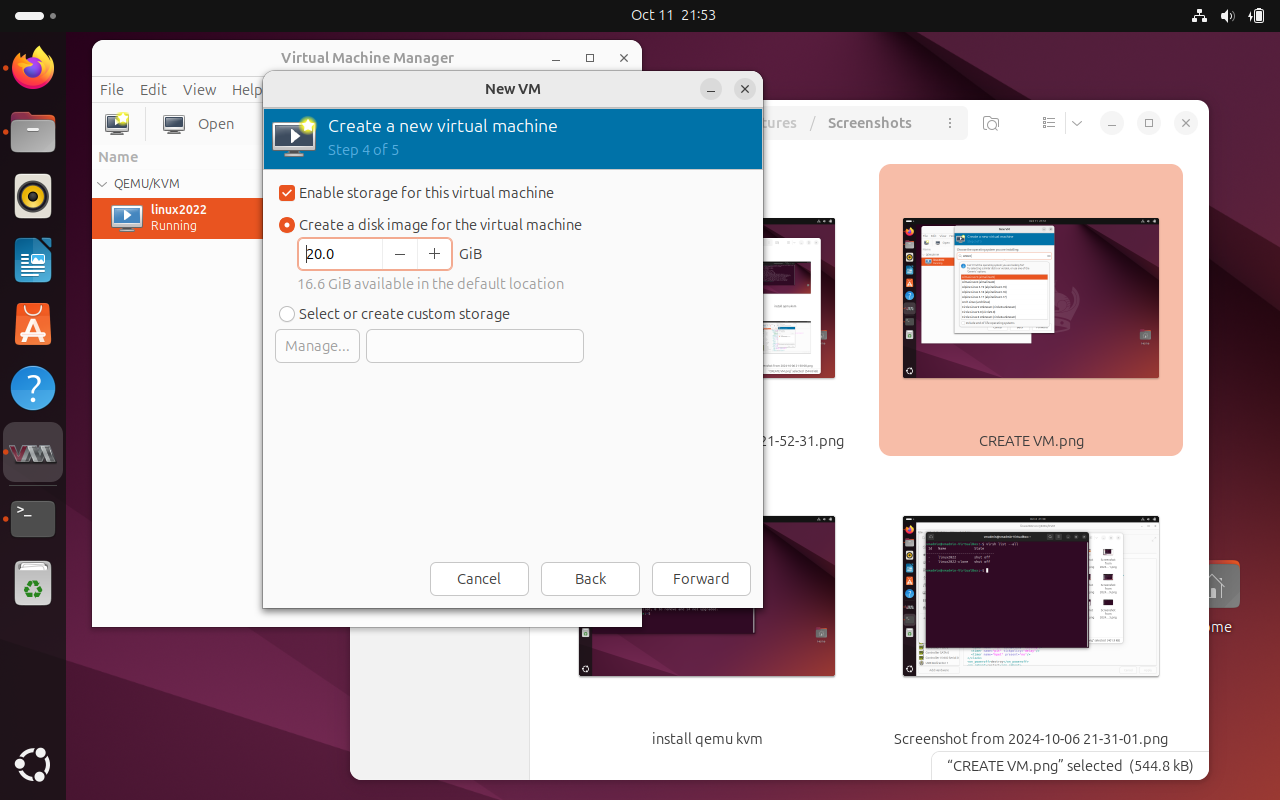 Oct 11 21:53
Virtual Machine Manager
File Edit View Help
Open
Name
QEMU/KVM
linux2022
Running
New VM
Create a new virtual machine
Step 4 of 5
Enable storage for this virtual machine
Create a disk image for the virtual machine
20.0 − + GiB
16.6 GiB available in the default location
Select or create custom storage
Manage...
Cancel Back Forward
tures / Screenshots
21-52-31.png
CREATE VM.png
install qemu kvm
Screenshot from 2024-10-06 21-31-01.png
“CREATE VM.png” selected (544.8 kB)
ome